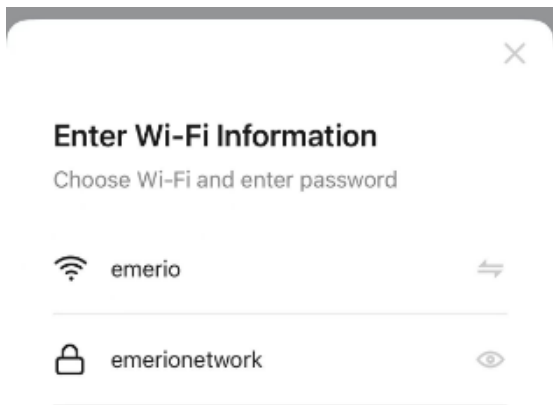 Enter Wi-Fi Information
Choose Wi-Fi and enter password
emerio
emerionetwork